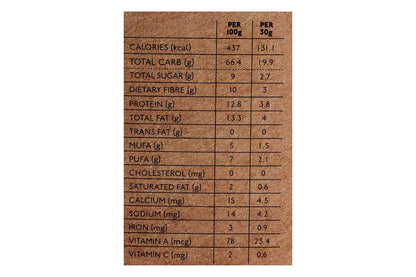 PER 100g PER 30g
CALORIES (kcal) 437 131.1
TOTAL CARB (g) 66.4 19.9
TOTAL SUGAR (g) 9 2.7
DIETARY FIBRE (g) 10 3
PROTEIN (g) 12.8 3.8
TOTAL FAT (g) 13.3 4
TRANS FAT (g) 0 0
MUFA (g) 5 1.5
PUFA (g) 7 2.1
CHOLESTEROL (mg) 0 0
SATURATED FAT (g) 2 0.6
CALCIUM (mg) 15 4.5
SODIUM (mg) 14 4.2
IRON (mg) 3 0.9
VITAMIN A (mcg) 78 23.4
VITAMIN C (mg) 2 0.6